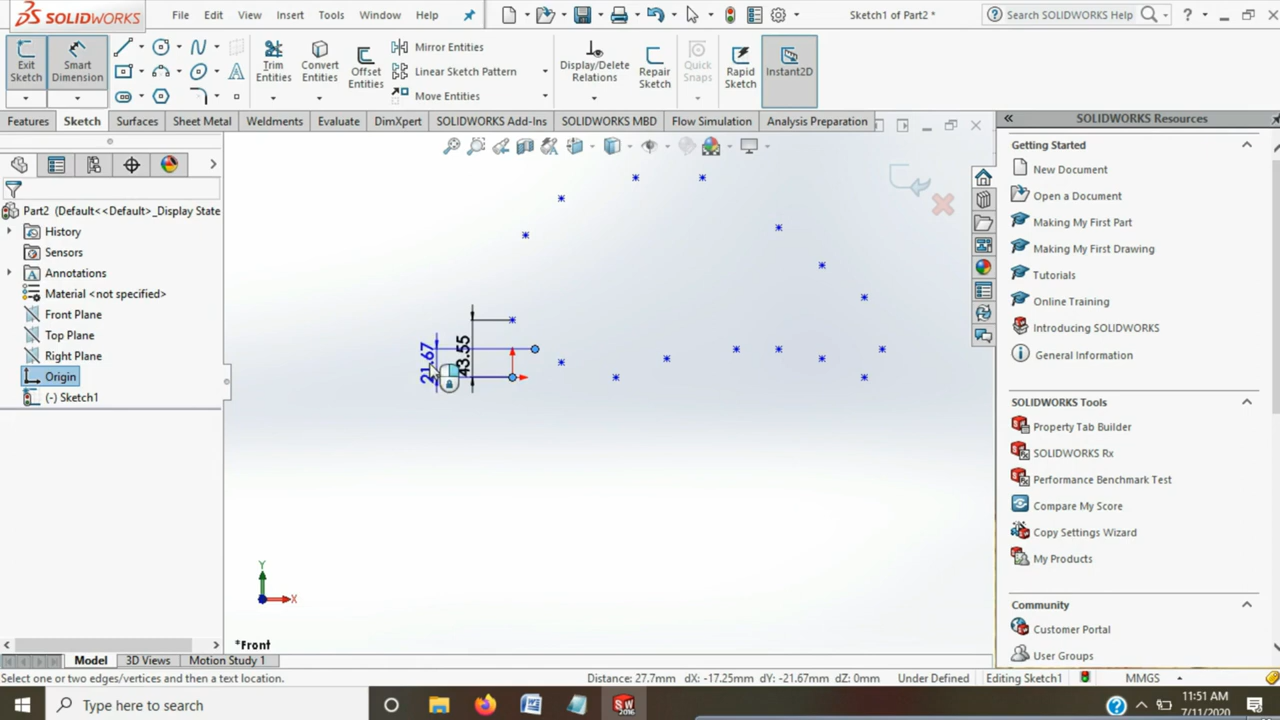 SOLIDWORKS
File Edit View Insert Tools Window Help
Sketch1 of Part2 *
Search SOLIDWORKS Help
Exit Sketch
Smart Dimension
Trim Entities
Convert Entities
Offset Entities
Mirror Entities
Linear Sketch Pattern
Move Entities
Display/Delete Relations
Repair Sketch
Quick Snaps
Rapid Sketch
Instant2D
Features Sketch Surfaces Sheet Metal Weldments Evaluate DimXpert SOLIDWORKS Add-Ins SOLIDWORKS MBD Flow Simulation Analysis Preparation
Part2 (Default<<Default>_Display State
History
Sensors
Annotations
Material <not specified>
Front Plane
Top Plane
Right Plane
Origin
(-) Sketch1
21.67
43.55
Y
X
*Front
SOLIDWORKS Resources
Getting Started
New Document
Open a Document
Making My First Part
Making My First Drawing
Tutorials
Online Training
Introducing SOLIDWORKS
General Information
SOLIDWORKS Tools
Property Tab Builder
SOLIDWORKS Rx
Performance Benchmark Test
Compare My Score
Copy Settings Wizard
My Products
Community
Customer Portal
User Groups
Model 3D Views Motion Study 1
Select one or two edges/vertices and then a text location.
Distance: 27.7mm dX: -17.25mm dY: -21.67mm dZ: 0mm Under Defined Editing Sketch1 MMGS
Type here to search
SW 2016
11:51 AM
7/11/2020